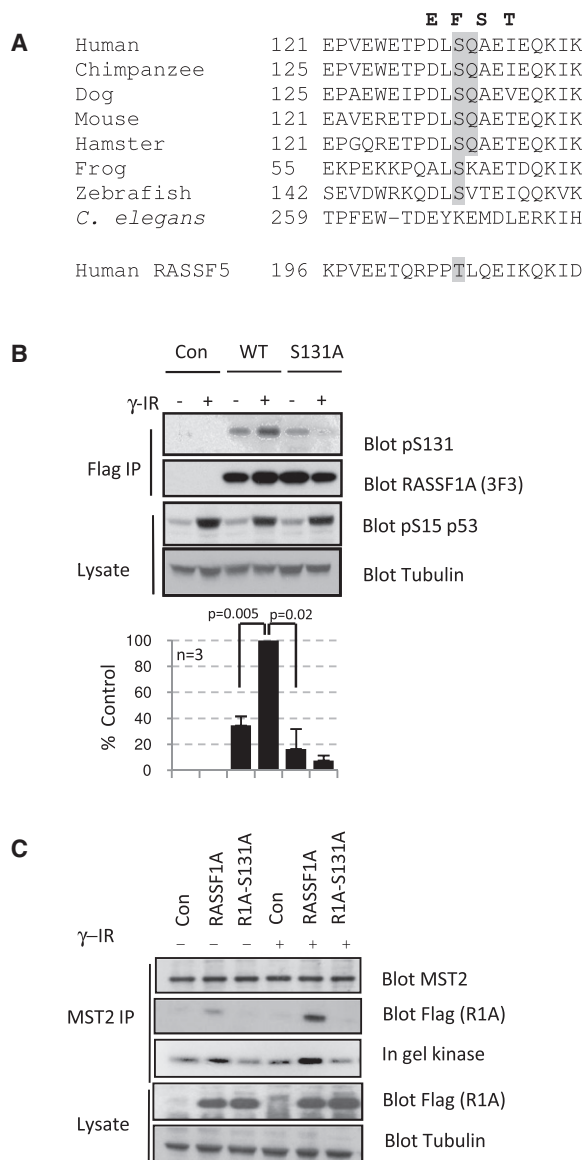 E F S T
A
Human 121 EPVEWETPDLSQAEIEQKIK
Chimpanzee 125 EPVEWETPDLSQAEIEQKIK
Dog 125 EPAEWEIPDLSQAEVEQKIK
Mouse 121 EAVERETPDLSQAETEQKIK
Hamster 121 EPGQRETPDLSQAETEQKIK
Frog 55 EKPEKKPQALSKAETDQKIK
Zebrafish 142 SEVDWRKQDLSVTEIQQKVK
C. elegans 259 TPFEW-TDEYKEMDLERKIH
Human RASSF5 196 KPVEETQRPPTLQEIKQKID
B
Con WT S131A
γ-IR - + - + - +
Flag IP
Blot pS131
Blot RASSF1A (3F3)
Lysate
Blot pS15 p53
Blot Tubulin
p=0.005 p=0.02
n=3
% Control
100
80
60
40
20
0
C
Con RASSF1A R1A-S131A Con RASSF1A R1A-S131A
γ–IR – – – + + +
MST2 IP
Blot MST2
Blot Flag (R1A)
In gel kinase
Lysate
Blot Flag (R1A)
Blot Tubulin